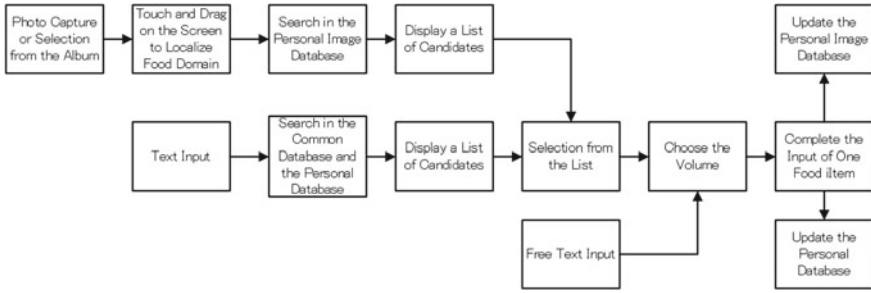 Photo Capture
or Selection
from the Album
Touch and Drag
on the Screen
to Localize
Food Domain
Search in the
Personal Image
Database
Display a List
of Candidates
Update the
Personal Image
Database
Text Input
Search in the
Common
Database and
the Personal
Database
Display a List
of Candidates
Selection from
the List
Choose the
Volume
Complete the
Input of One
Food iItem
Free Text Input
Update the
Personal
Database